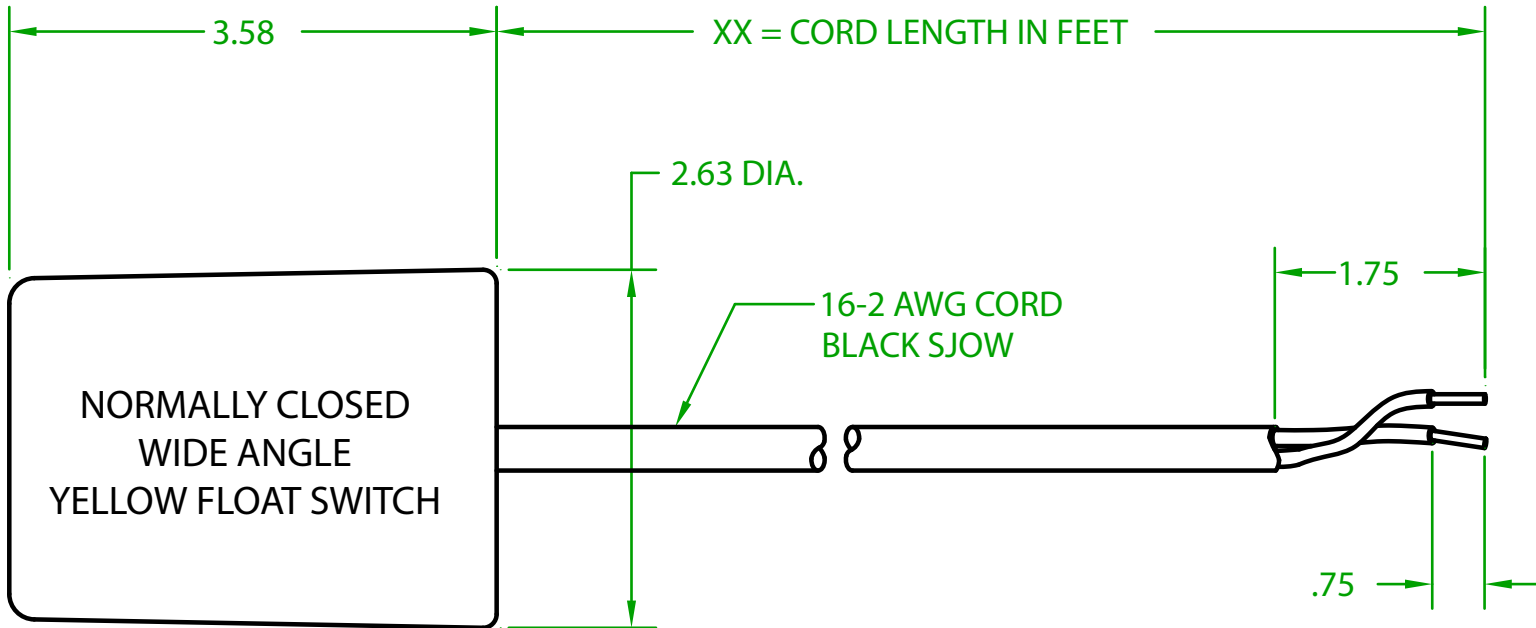 3.58
XX = CORD LENGTH IN FEET
2.63 DIA.
1.75
16-2 AWG CORD
BLACK SJOW
NORMALLY CLOSED
WIDE ANGLE
YELLOW FLOAT SWITCH
.75